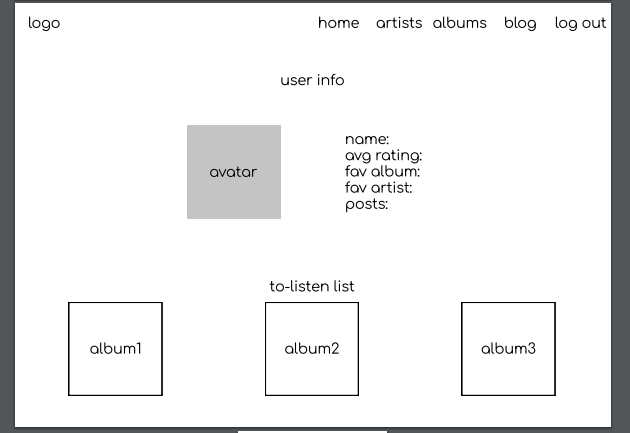 logo home artists albums blog log out
user info
avatar
name:
avg rating:
fav album:
fav artist:
posts:
to-listen list
album1 album2 album3